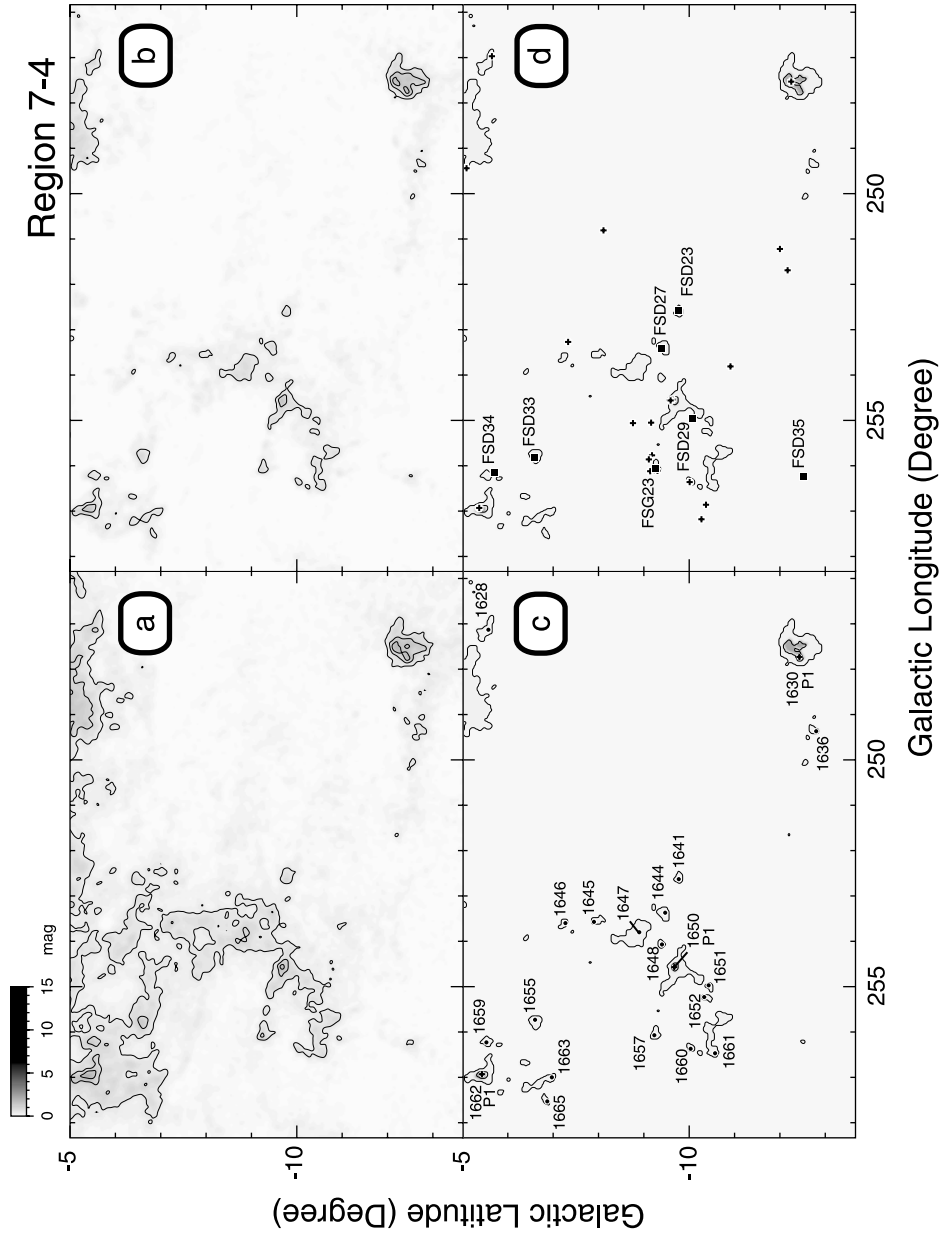 Region 7-4
0 5 10 15 mag
a
b
-5
-10
c
1628
1630
P1
1636
1641
1644
1645
1646
1647
1648
1650
P1
1651
1652
1655
1657
1659
1660
1661
1662
P1
1663
1665
d
FSD34
FSD33
FSD27
FSD23
FSG23
FSD29
FSD35
-5
-10
255
250
255
250
Galactic Longitude (Degree)
Galactic Latitude (Degree)